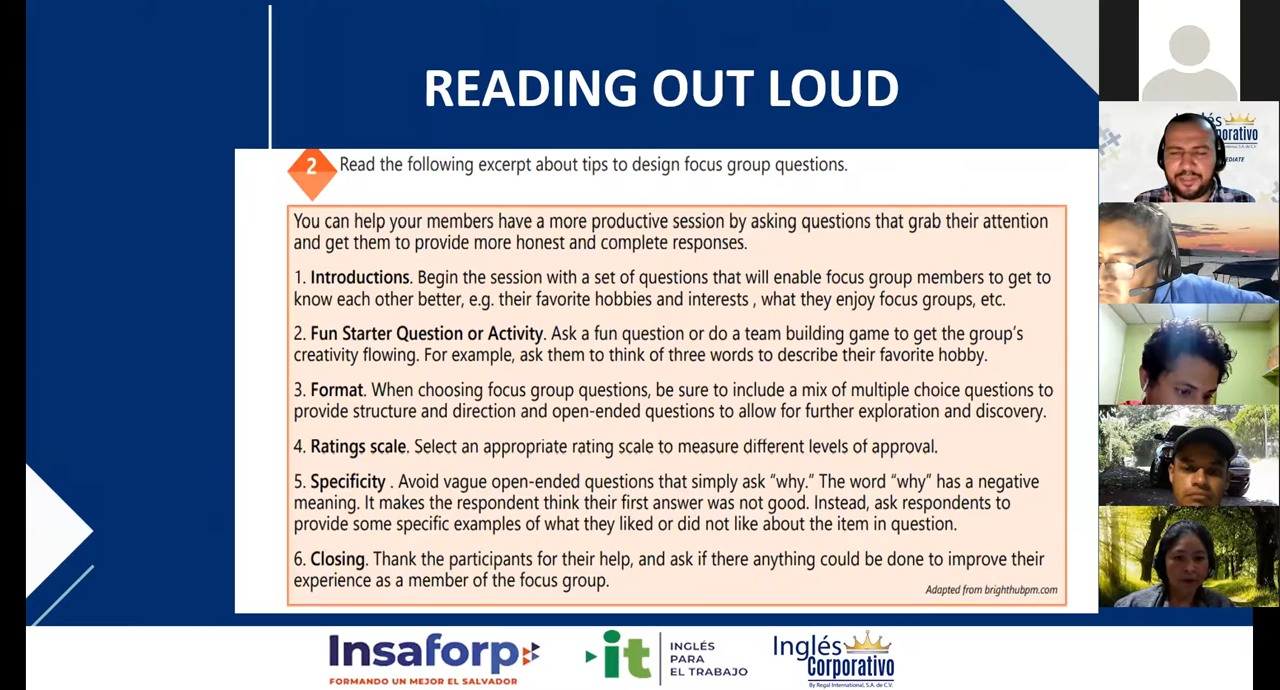 READING OUT LOUD
2
Read the following excerpt about tips to design focus group questions.
You can help your members have a more productive session by asking questions that grab their attention
and get them to provide more honest and complete responses.
1. Introductions. Begin the session with a set of questions that will enable focus group members to get to
know each other better, e.g. their favorite hobbies and interests , what they enjoy focus groups, etc.
2. Fun Starter Question or Activity. Ask a fun question or do a team building game to get the group's
creativity flowing. For example, ask them to think of three words to describe their favorite hobby.
3. Format. When choosing focus group questions, be sure to include a mix of multiple choice questions to
provide structure and direction and open-ended questions to allow for further exploration and discovery.
4. Ratings scale. Select an appropriate rating scale to measure different levels of approval.
5. Specificity . Avoid vague open-ended questions that simply ask “why.” The word “why” has a negative
meaning. It makes the respondent think their first answer was not good. Instead, ask respondents to
provide some specific examples of what they liked or did not like about the item in question.
6. Closing. Thank the participants for their help, and ask if there anything could be done to improve their
experience as a member of the focus group.
Adapted from brighthubpm.com
Insaforp
FORMANDO UN MEJOR EL SALVADOR
it
INGLÉS
PARA
EL TRABAJO
Inglés
Corporativo
By Regal International, S.A. de C.V.